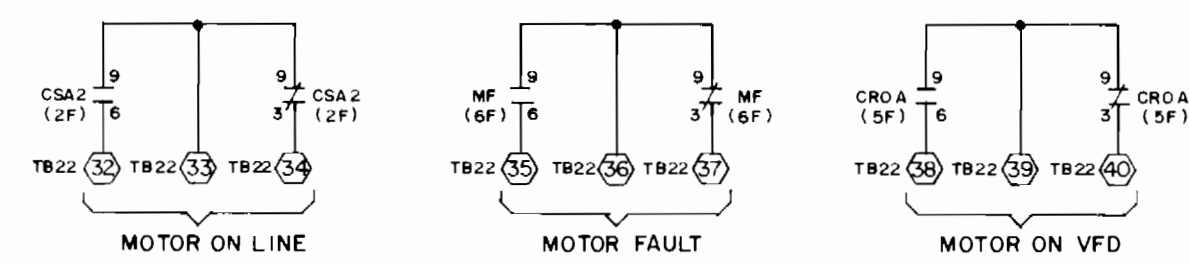 9 9 9 9 9 9
CSA2 (2F) 6 3 CSA2 (2F)
MF (6F) 6 3 MF (6F)
CROA (5F) 6 3 CROA (5F)
TB22 32 TB22 33 TB22 34 TB22 35 TB22 36 TB22 37 TB22 38 TB22 39 TB22 40
MOTOR ON LINE MOTOR FAULT MOTOR ON VFD